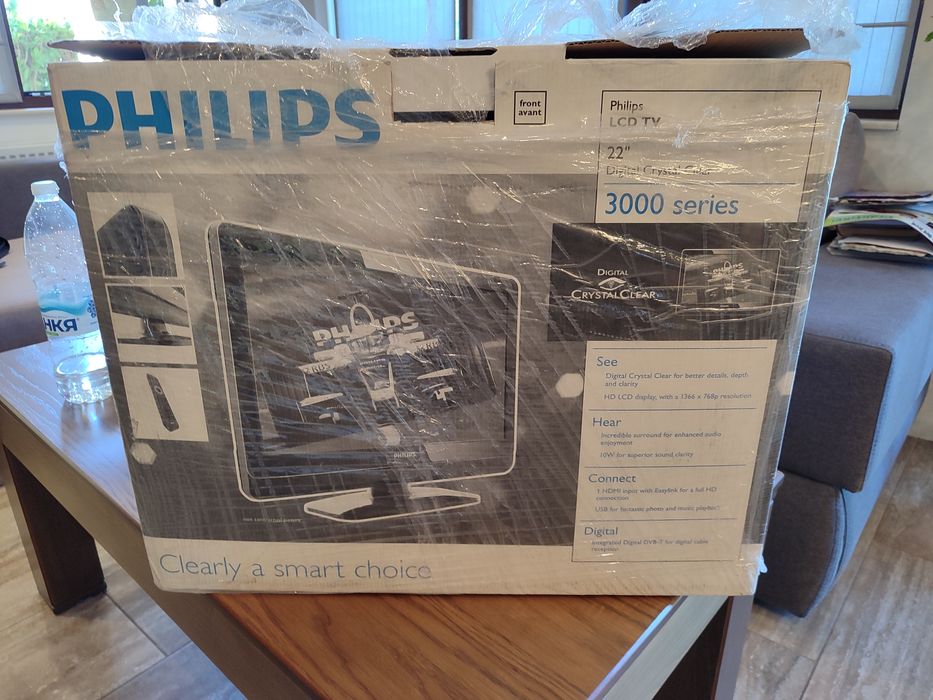 PHILIPS
front
avant
Philips
LCD TV
22"
Digital Crystal Clear
3000 series
DIGITAL
CRYSTALCLEAR
PHILIPS
See
Digital Crystal Clear for better details, depth
and clarity
HD LCD display, with a 1366 x 768p resolution
Hear
Incredible surround for enhanced audio
enjoyment
10W for superior sound clarity
Connect
1 HDMI input with Easylink for a full HD
connection
USB for fantastic photo and music playback
Digital
Integrated Digital DVB-T for digital cable
reception
PHILIPS
Clearly a smart choice
НКЯ